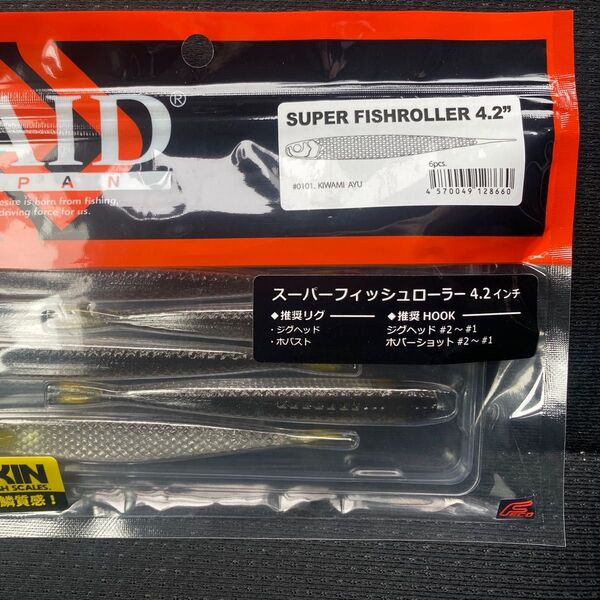 AID
®
PAN
esire is born from fishing,
driving force for us.
SUPER FISHROLLER 4.2”
6pcs.
#0101. KIWAMI AYU
4 570049 128660
スーパーフィッシュローラー 4.2インチ
◆推奨リグ
・ジグヘッド
・ホバスト
◆推奨 HOOK
ジグヘッド #2～#1
ホバーショット #2～#1
KIN
SH SCALES.
鱗質感！
FECO